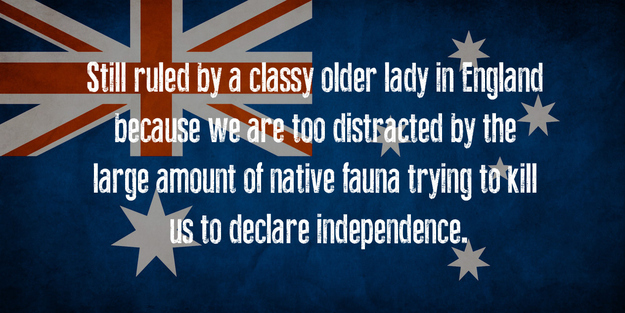 Still ruled by a classy older lady in England
because we are too distracted by the
large amount of native fauna trying to kill
us to declare independence.